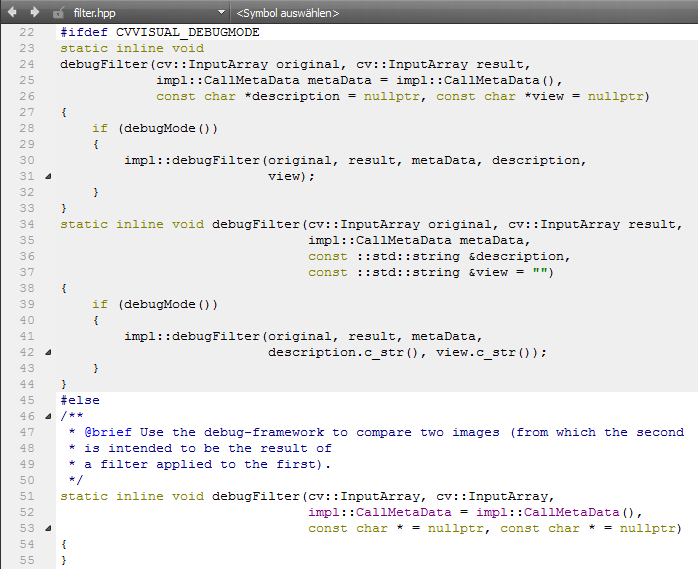 filter.hpp <Symbol auswählen>
22 #ifdef CVVISUAL_DEBUGMODE
23 static inline void
24 debugFilter(cv::InputArray original, cv::InputArray result,
25             impl::CallMetaData metaData = impl::CallMetaData(),
26             const char *description = nullptr, const char *view = nullptr)
27 {
28     if (debugMode())
29     {
30         impl::debugFilter(original, result, metaData, description,
31                           view);
32     }
33 }
34 static inline void debugFilter(cv::InputArray original, cv::InputArray result,
35                                impl::CallMetaData metaData,
36                                const ::std::string &description,
37                                const ::std::string &view = "")
38 {
39     if (debugMode())
40     {
41         impl::debugFilter(original, result, metaData,
42                           description.c_str(), view.c_str());
43     }
44 }
45 #else
46 /**
47  * @brief Use the debug-framework to compare two images (from which the second
48  * is intended to be the result of
49  * a filter applied to the first).
50  */
51 static inline void debugFilter(cv::InputArray, cv::InputArray,
52                                impl::CallMetaData = impl::CallMetaData(),
53                                const char * = nullptr, const char * = nullptr)
54 {
55 }